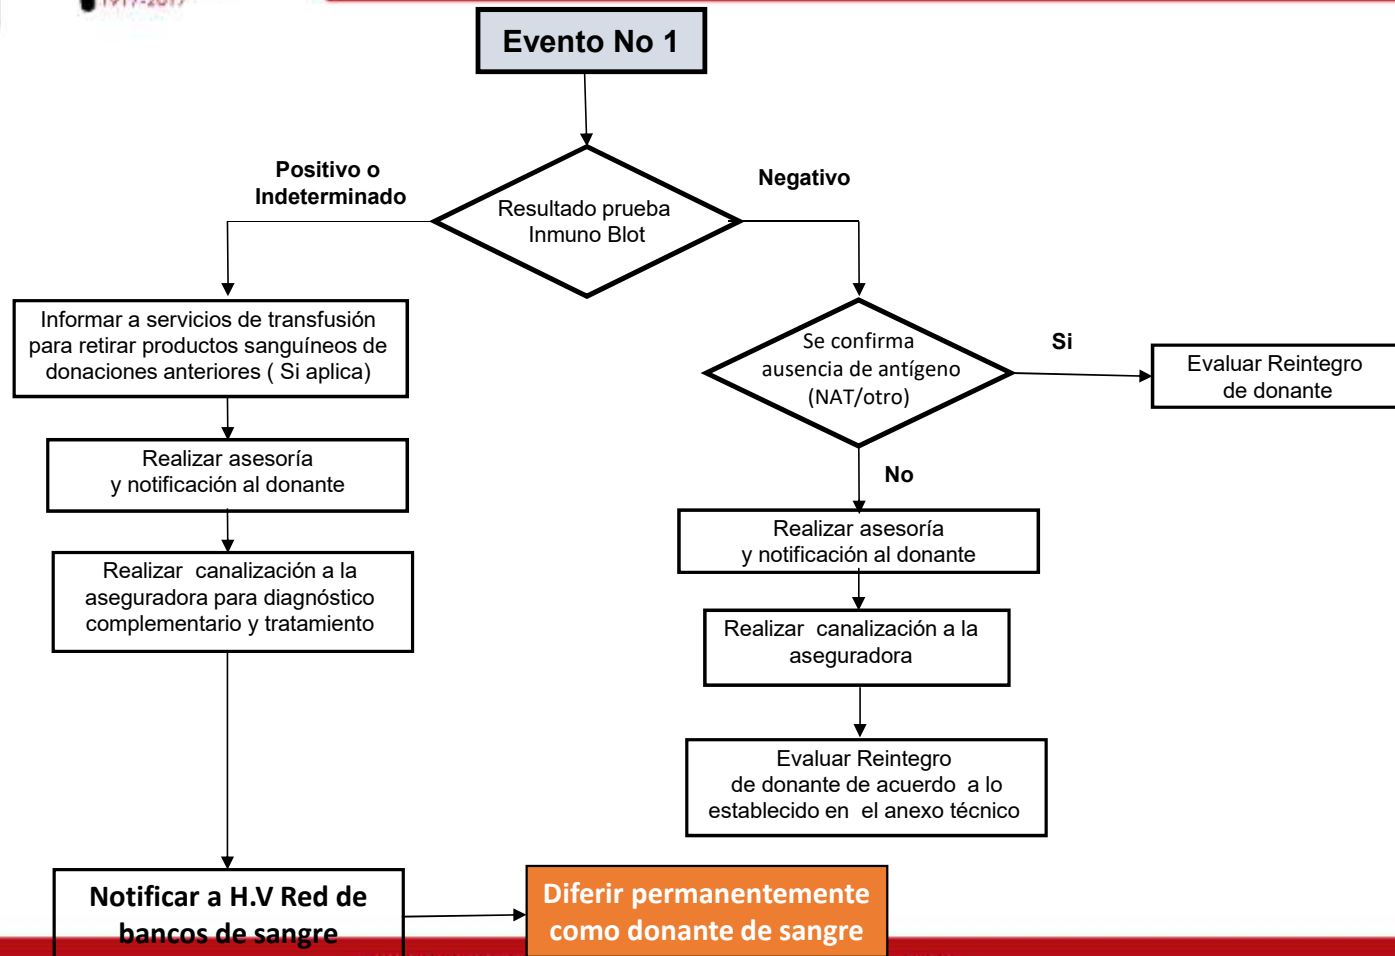 1917-2017
Evento No 1
Positivo o
Indeterminado
Negativo
Resultado prueba
Inmuno Blot
Informar a servicios de transfusión
para retirar productos sanguíneos de
donaciones anteriores ( Si aplica)
Se confirma
ausencia de antígeno
(NAT/otro)
Si
Evaluar Reintegro
de donante
Realizar asesoría
y notificación al donante
No
Realizar asesoría
y notificación al donante
Realizar canalización a la
aseguradora para diagnóstico
complementario y tratamiento
Realizar canalización a la
aseguradora
Evaluar Reintegro
de donante de acuerdo a lo
establecido en el anexo técnico
Notificar a H.V Red de
bancos de sangre
Diferir permanentemente
como donante de sangre